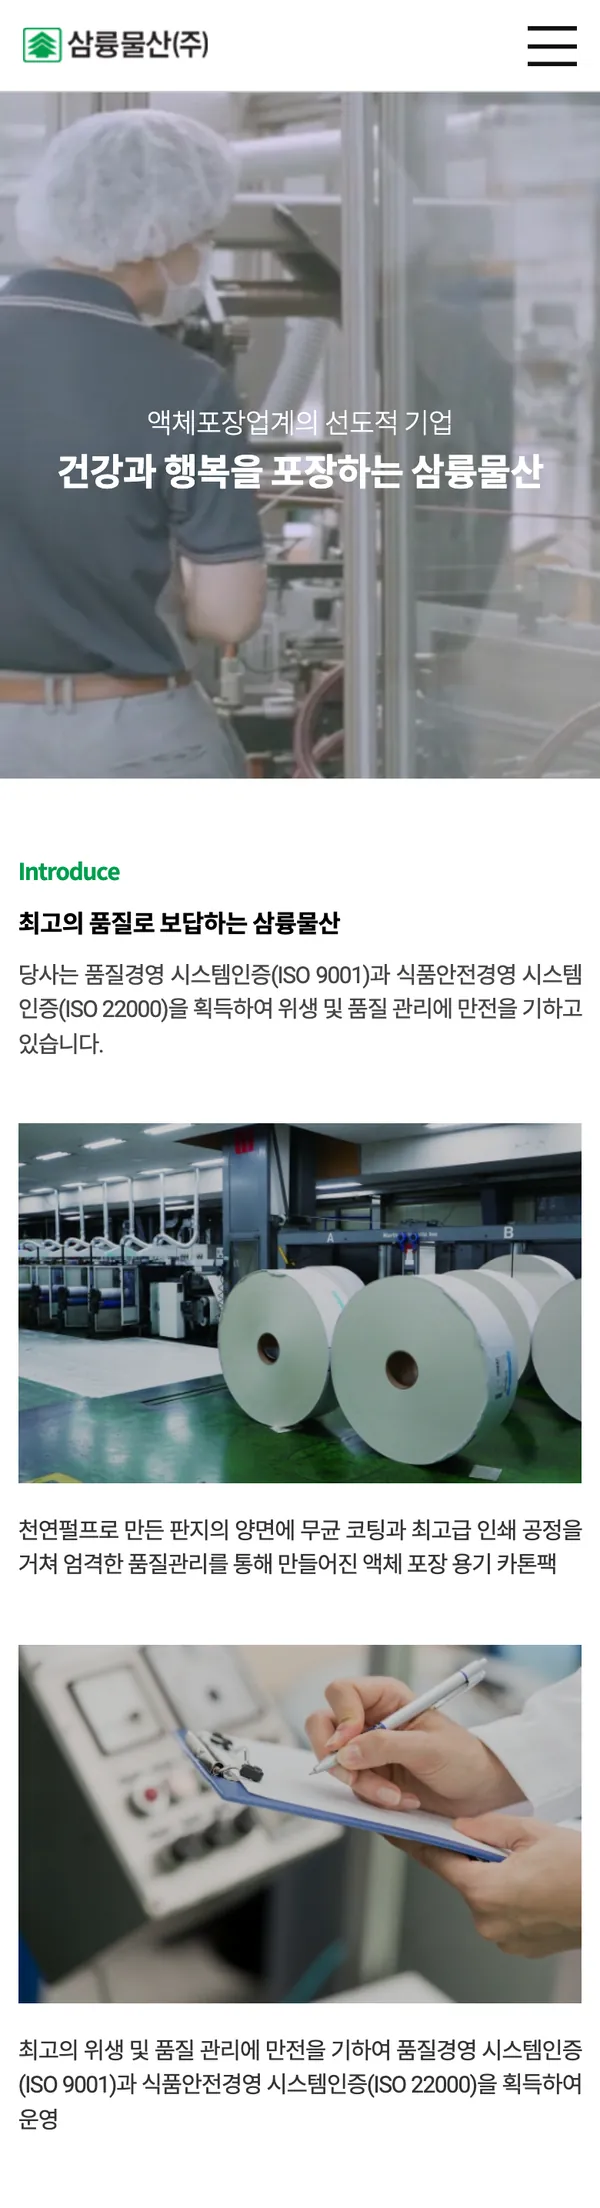 삼륭물산(주)
액체포장업계의 선도적 기업
건강과 행복을 포장하는 삼륭물산
Introduce
최고의 품질로 보답하는 삼륭물산
당사는 품질경영 시스템인증(ISO 9001)과 식품안전경영 시스템
인증(ISO 22000)을 획득하여 위생 및 품질 관리에 만전을 기하고
있습니다.
A
B
천연펄프로 만든 판지의 양면에 무균 코팅과 최고급 인쇄 공정을
거쳐 엄격한 품질관리를 통해 만들어진 액체 포장 용기 카톤팩
최고의 위생 및 품질 관리에 만전을 기하여 품질경영 시스템인증
(ISO 9001)과 식품안전경영 시스템인증(ISO 22000)을 획득하여
운영